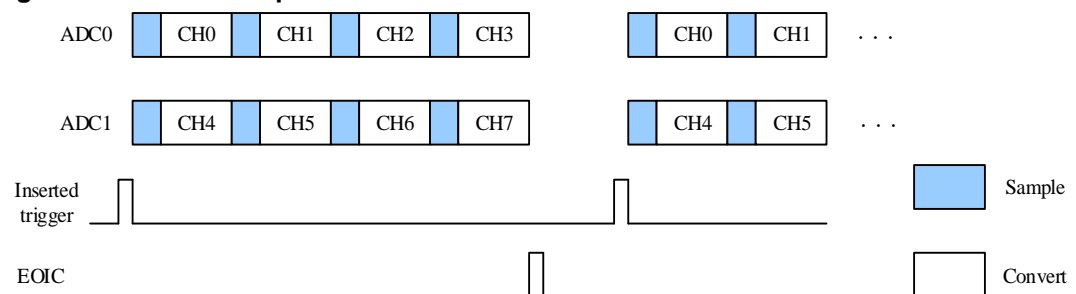 ADC0 CH0 CH1 CH2 CH3 CH0 CH1 . . .
ADC1 CH4 CH5 CH6 CH7 CH4 CH5 . . .
Inserted
trigger
Sample
EOIC
Convert